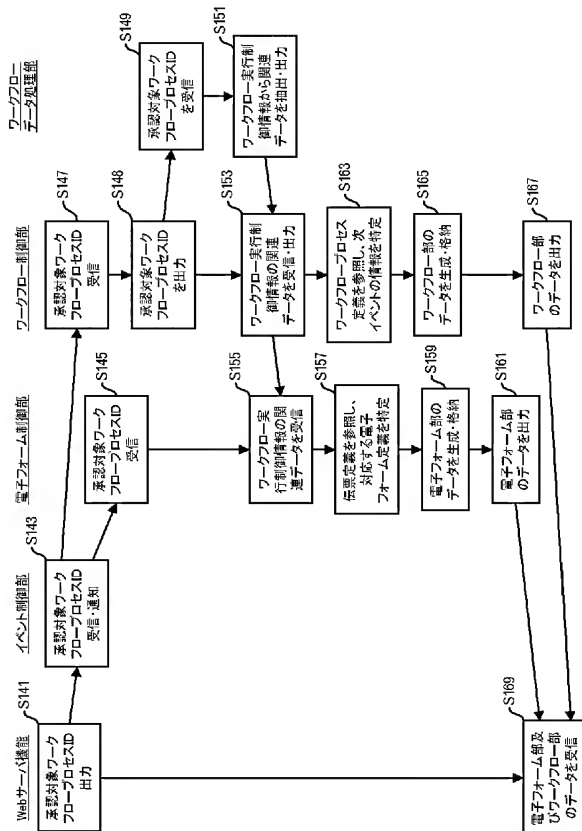 Webサーバ機能
S141
承認対象ワーク
フロープロセスID
出力
S169
電子フォーム部及
びワークフロー部
のデータを受信
イベント制御部
S143
承認対象ワーク
フロープロセスID
受信・通知
電子フォーム制御部
S145
承認対象ワーク
フロープロセスID
受信
S155
ワークフロー実
行制御情報の関
連データを受信
S157
伝票定義を参照し、
対応する電子
フォーム定義を特定
S159
電子フォーム部の
データを生成・格納
S161
電子フォーム部
のデータを出力
ワークフロー制御部
S147
承認対象ワーク
フロープロセスID
受信
S148
承認対象ワーク
フロープロセスID
を出力
S153
ワークフロー実行制
御情報の関連
データを受信・出力
S163
ワークフロープロセス
定義を参照し、次
イベントの情報を特定
S165
ワークフロー部の
データを生成・格納
S167
ワークフロー部
のデータを出力
ワークフロー
データ処理部
S149
承認対象ワーク
フロープロセスID
を受信
S151
ワークフロー実行制
御情報から関連
データを抽出・出力